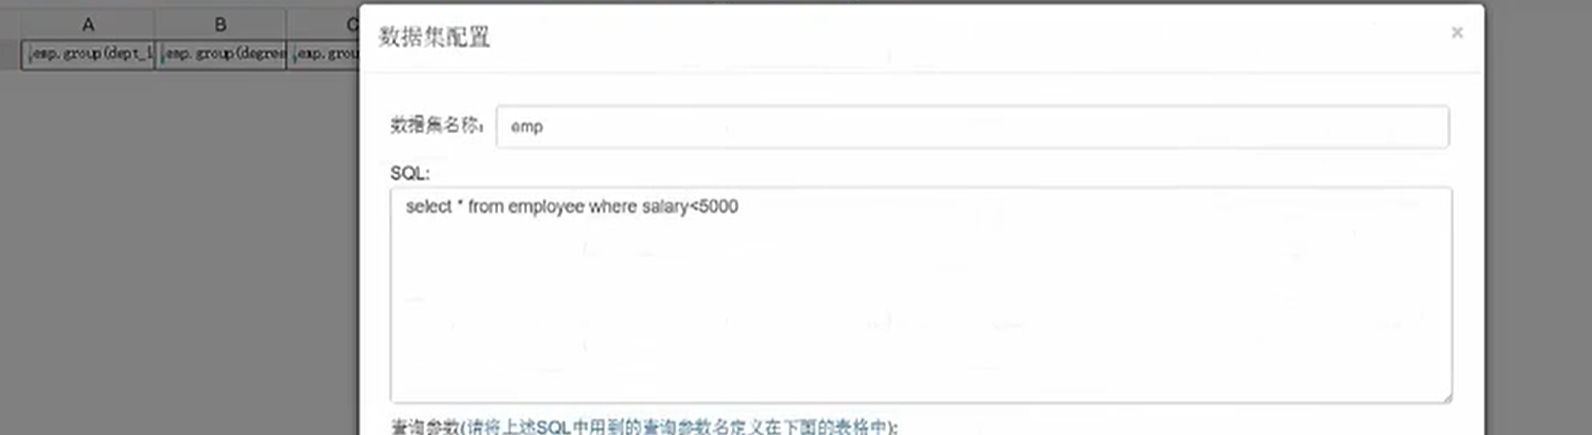 A B C
emp.group(dept_i emp.group(degree emp.grou
数据集配置 ×
数据集名称: emp
SQL:
select * from employee where salary<5000
查询参数(请将上述SQL中用到的查询参数名定义在下面的表格中):